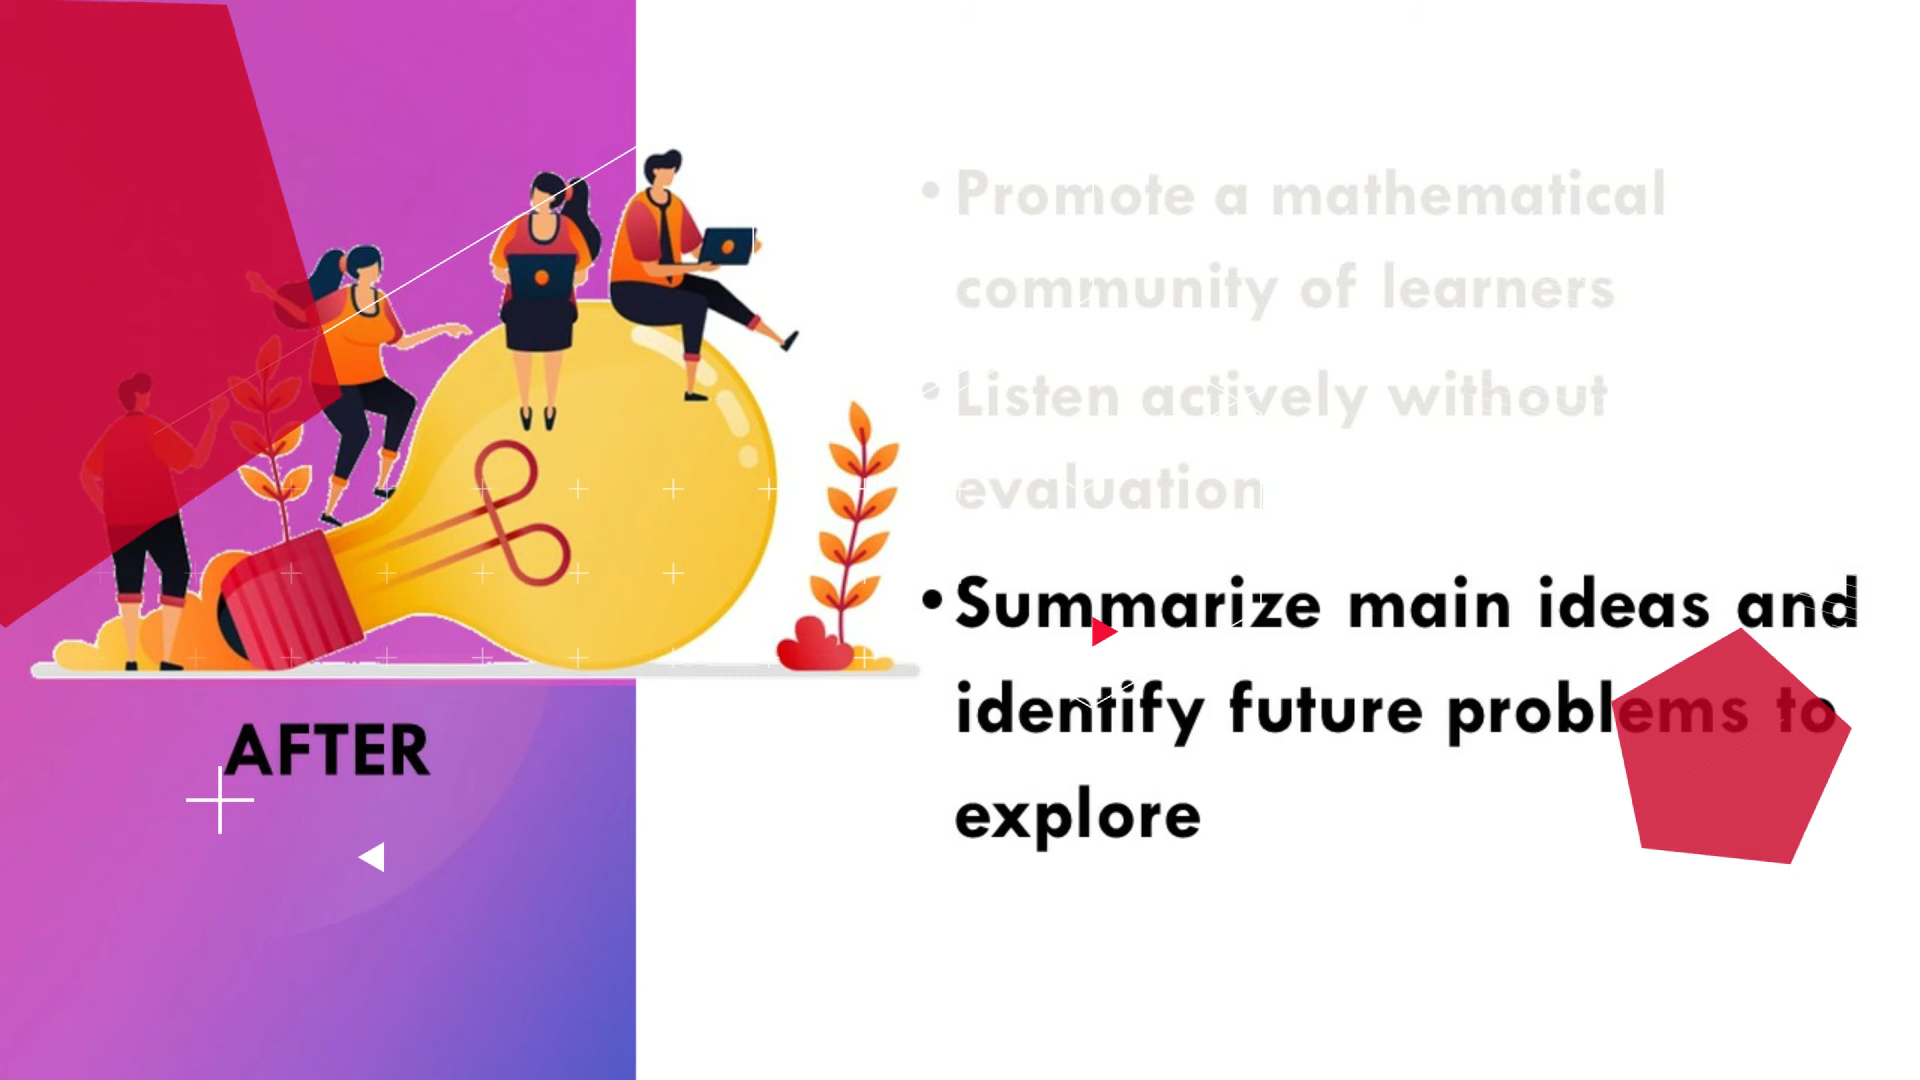 • Promote a mathematical
community of learners
• Listen actively without
evaluation
• Summarize main ideas and
identify future problems to
explore
AFTER